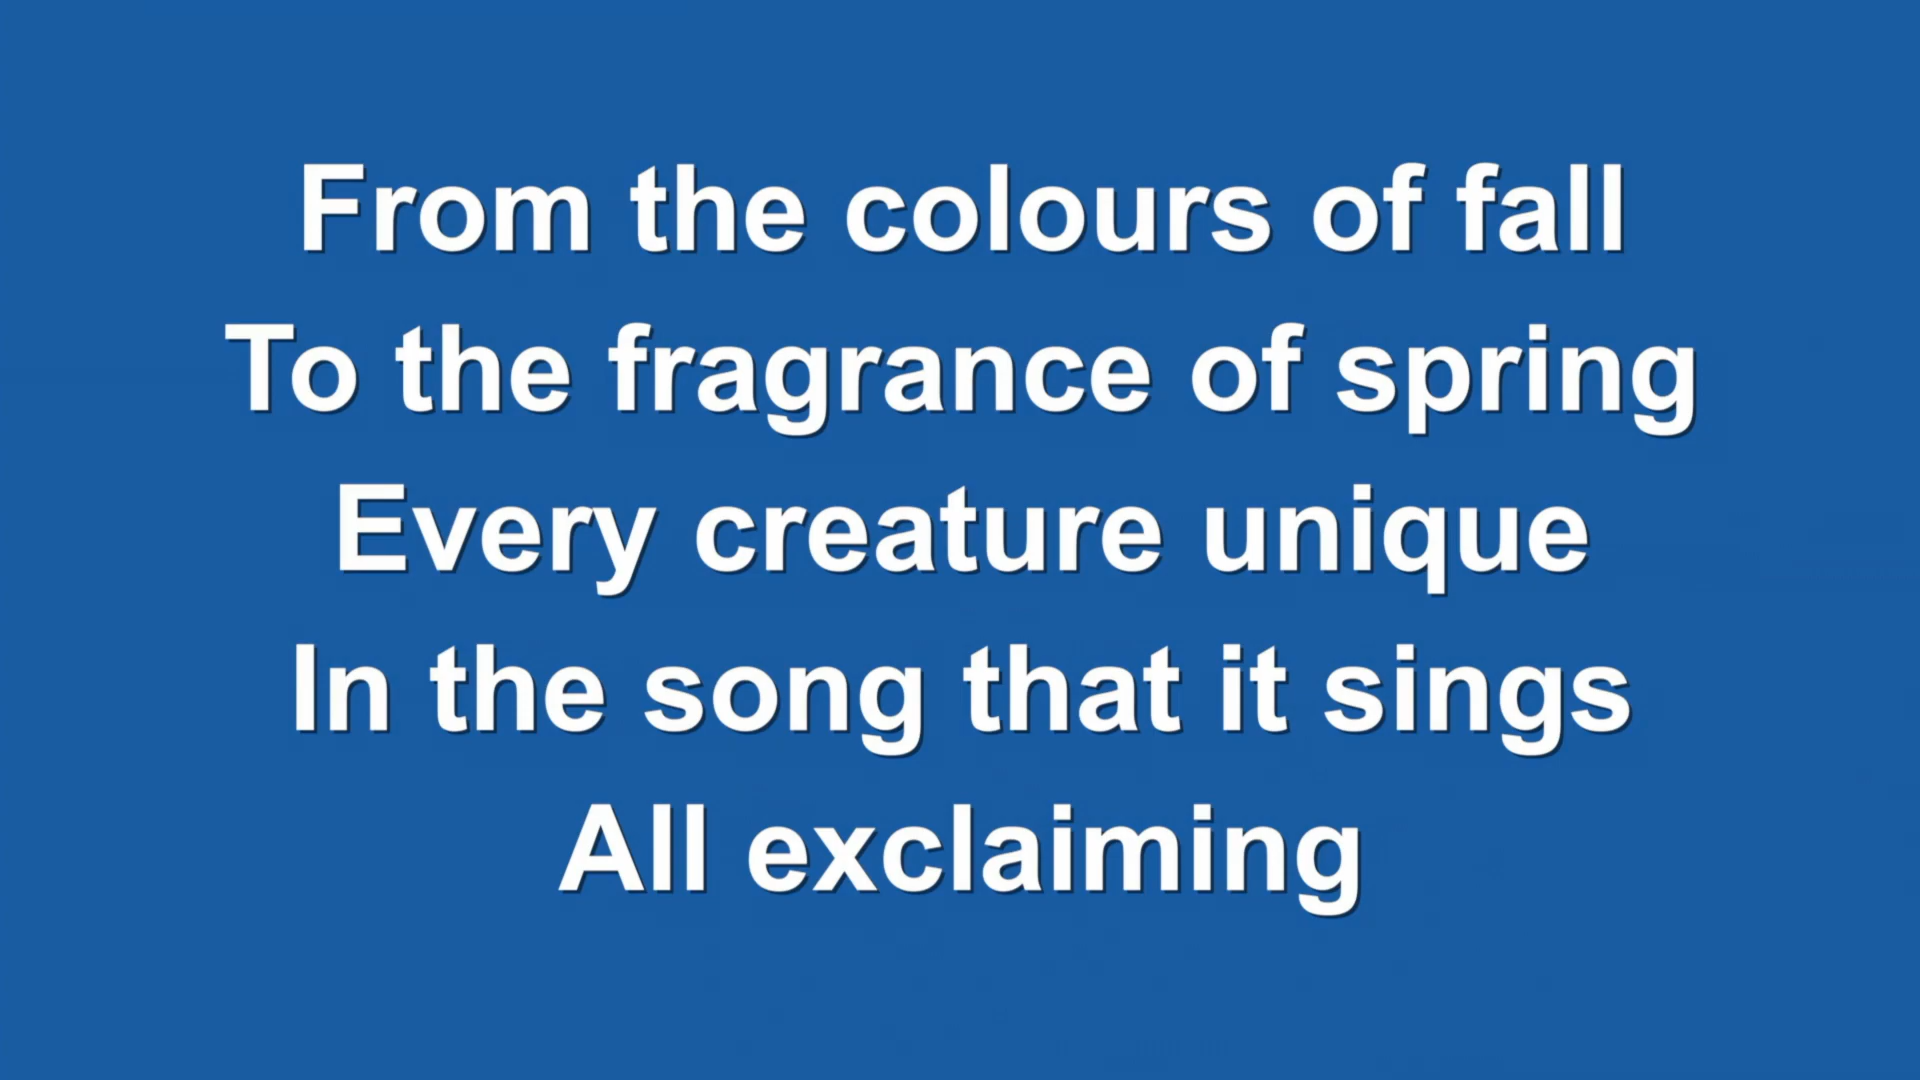 From the colours of fall
To the fragrance of spring
Every creature unique
In the song that it sings
All exclaiming